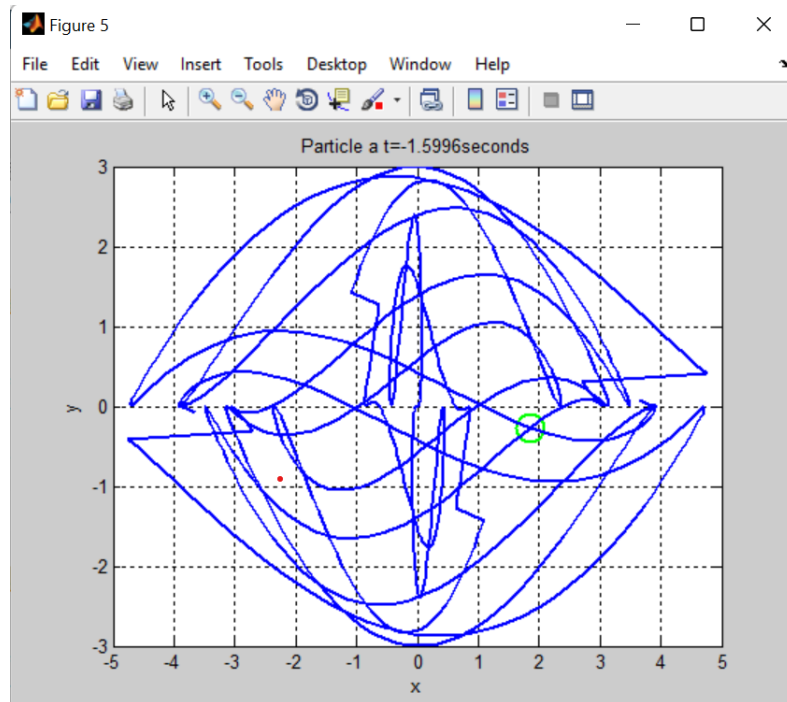 Figure 5
File Edit View Insert Tools Desktop Window Help
Particle a t=-1.5996seconds
3
2
1
0
-1
-2
-3
y
-5 -4 -3 -2 -1 0 1 2 3 4 5
x